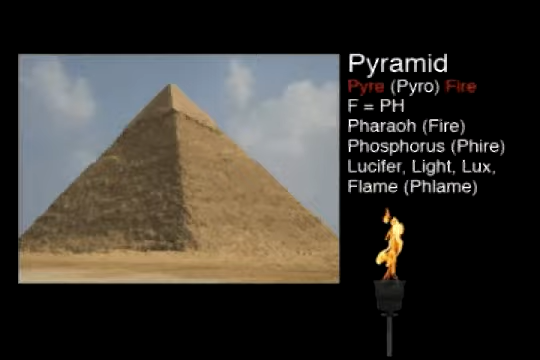 Pyramid
Pyre (Pyro) Fire
F = PH
Pharaoh (Fire)
Phosphorus (Phire)
Lucifer, Light, Lux,
Flame (Phlame)